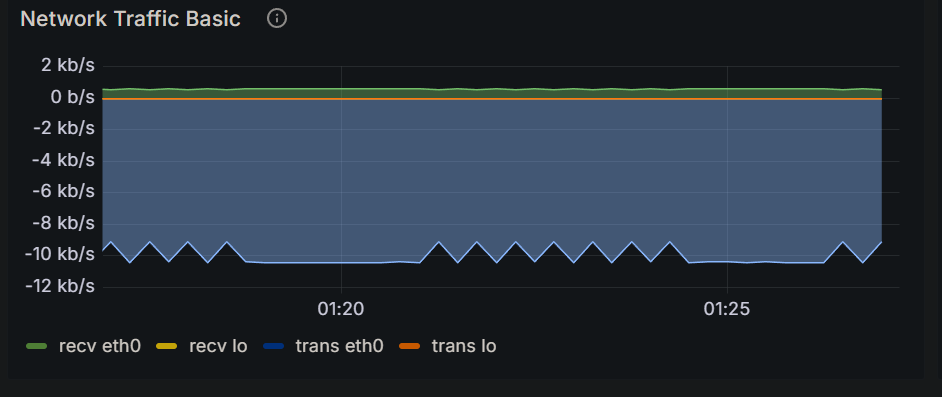 Network Traffic Basic
2 kb/s
0 b/s
-2 kb/s
-4 kb/s
-6 kb/s
-8 kb/s
-10 kb/s
-12 kb/s
01:20 01:25
recv eth0 recv lo trans eth0 trans lo